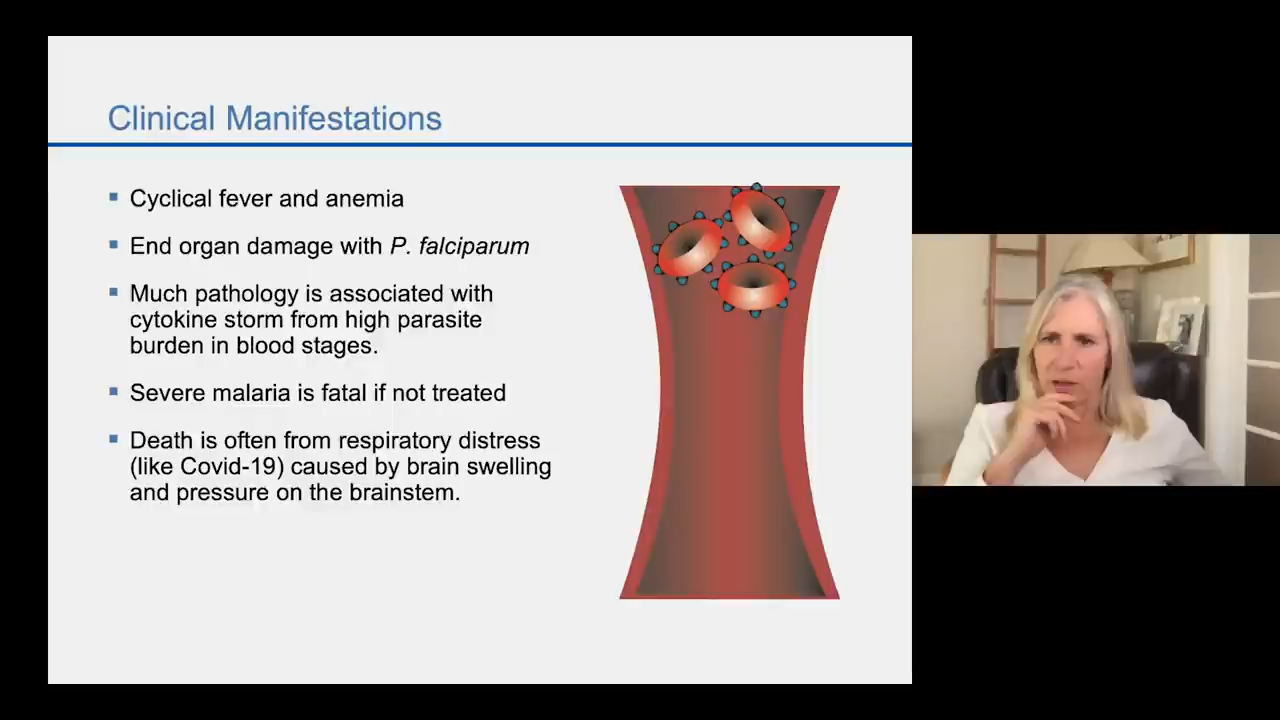 Clinical Manifestations
Cyclical fever and anemia
End organ damage with P. falciparum
Much pathology is associated with
cytokine storm from high parasite
burden in blood stages.
Severe malaria is fatal if not treated
Death is often from respiratory distress
(like Covid-19) caused by brain swelling
and pressure on the brainstem.